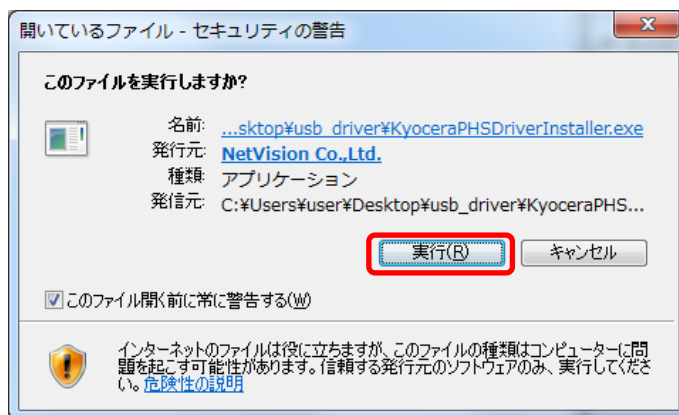 開いているファイル - セキュリティの警告
このファイルを実行しますか?
名前: ...sktop¥usb_driver¥KyoceraPHSDriverInstaller.exe
発行元: NetVision Co.,Ltd.
種類: アプリケーション
発信元: C:¥Users¥user¥Desktop¥usb_driver¥KyoceraPHS...
実行(R) キャンセル
このファイル開く前に常に警告する(W)
インターネットのファイルは役に立ちますが、このファイルの種類はコンピューターに問
題を起こす可能性があります。信頼する発行元のソフトウェアのみ、実行してくださ
い。危険性の説明